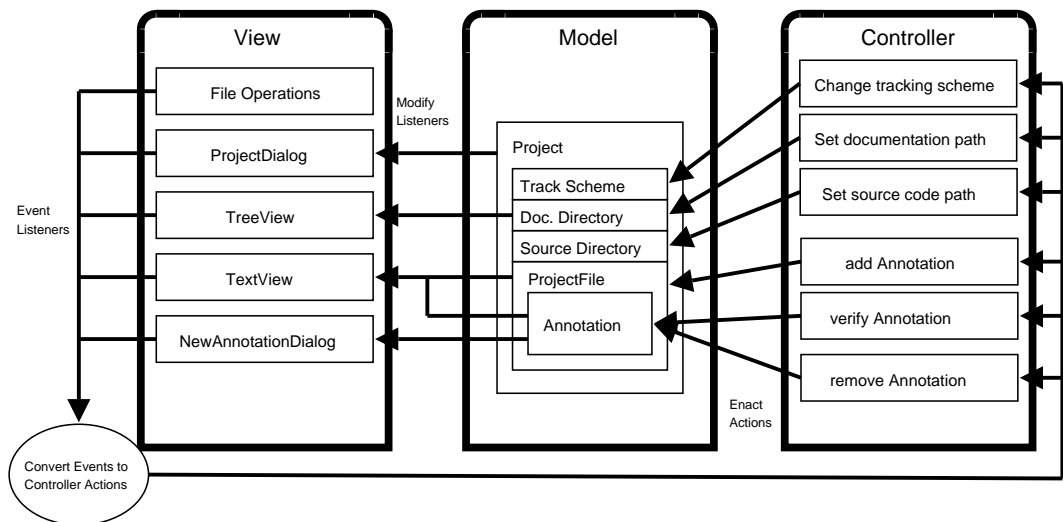 View
File Operations
ProjectDialog
TreeView
TextView
NewAnnotationDialog
Event
Listeners
Convert Events to
Controller Actions
Modify
Listeners
Model
Project
Track Scheme
Doc. Directory
Source Directory
ProjectFile
Annotation
Enact
Actions
Controller
Change tracking scheme
Set documentation path
Set source code path
add Annotation
verify Annotation
remove Annotation